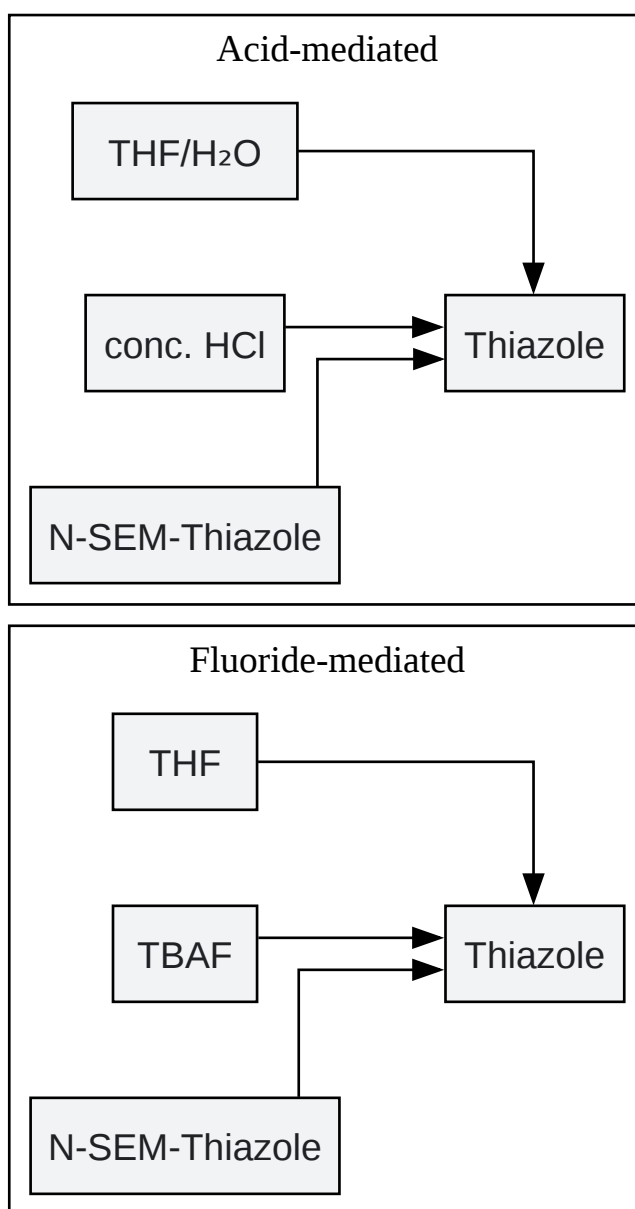 Acid-mediated
THF/H₂O
conc. HCl
Thiazole
N-SEM-Thiazole
Fluoride-mediated
THF
TBAF
Thiazole
N-SEM-Thiazole